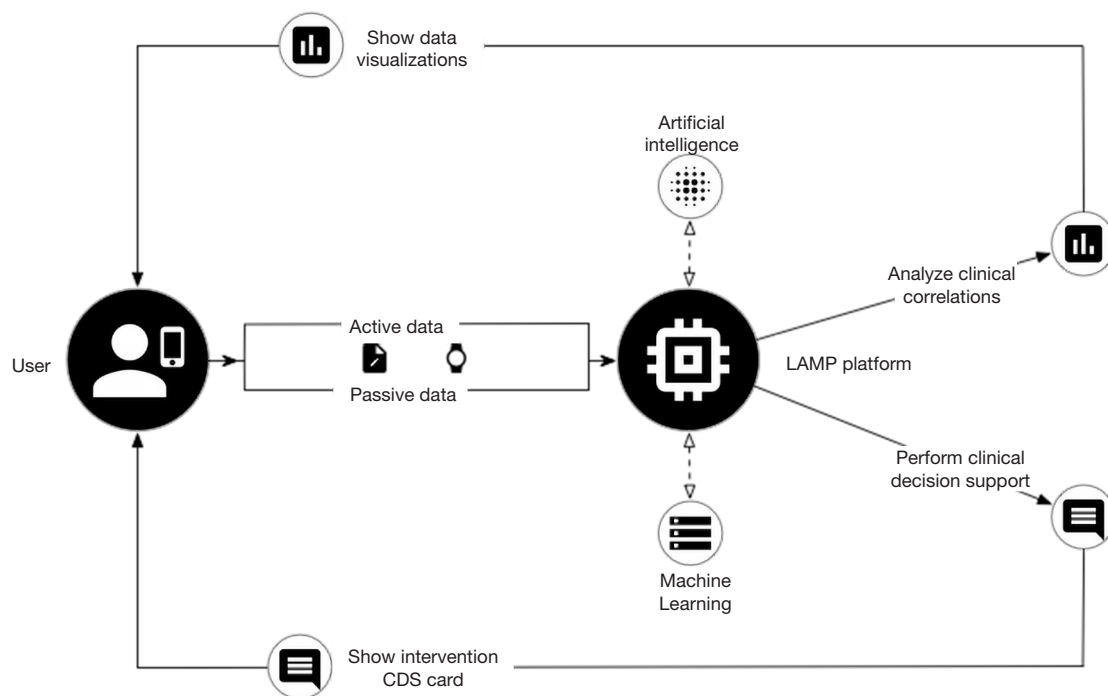 Show data
visualizations
Artificial
intelligence
Analyze clinical
correlations
Active data
User
LAMP platform
Passive data
Perform clinical
decision support
Machine
Learning
Show intervention
CDS card